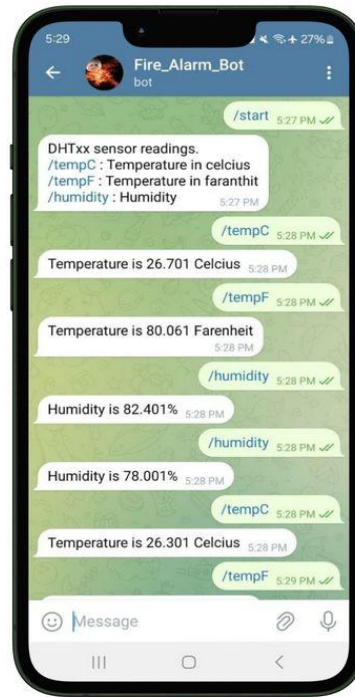 5:29
27%
Fire_Alarm_Bot
bot
/start 5:27 PM
DHTxx sensor readings.
/tempC : Temperature in celcius
/tempF : Temperature in faranthit
/humidity : Humidity
5:27 PM
/tempC 5:28 PM
Temperature is 26.701 Celcius 5:28 PM
/tempF 5:28 PM
Temperature is 80.061 Farenheit
5:28 PM
/humidity 5:28 PM
Humidity is 82.401% 5:28 PM
/humidity 5:28 PM
Humidity is 78.001% 5:28 PM
/tempC 5:28 PM
Temperature is 26.301 Celcius 5:28 PM
/tempF 5:29 PM
Message